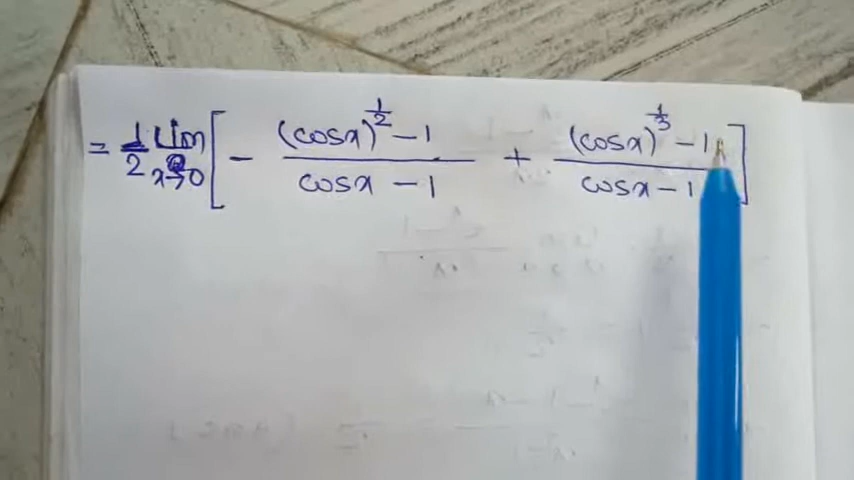 = 1/2 Lim x→0 [ - ((cosx)^(1/2) - 1)/(cosx - 1) + ((cosx)^(1/3) - 1)/(cosx - 1) ]